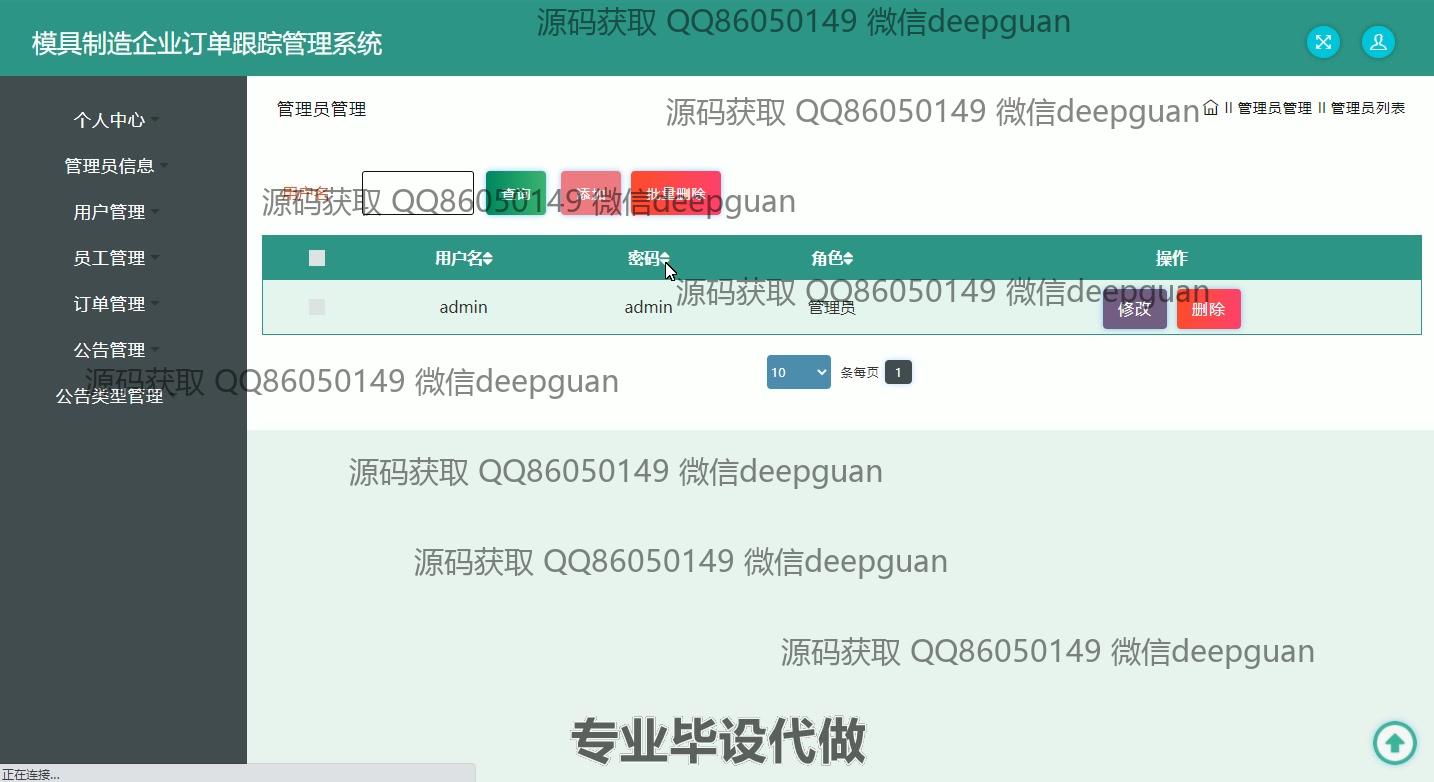 源码获取 QQ86050149 微信deepguan
模具制造企业订单跟踪管理系统
个人中心
管理员信息
用户管理
员工管理
订单管理
公告管理
公告类型管理
管理员管理
源码获取 QQ86050149 微信deepguan
II 管理员管理 II 管理员列表
用户名
查询
添加
批量删除
源码获取 QQ86050149 微信deepguan
用户名 密码 角色 操作
源码获取 QQ86050149 微信deepguan
admin admin 管理员 修改 删除
10 条每页 1
源码获取 QQ86050149 微信deepguan
源码获取 QQ86050149 微信deepguan
源码获取 QQ86050149 微信deepguan
源码获取 QQ86050149 微信deepguan
专业毕设代做
正在连接...